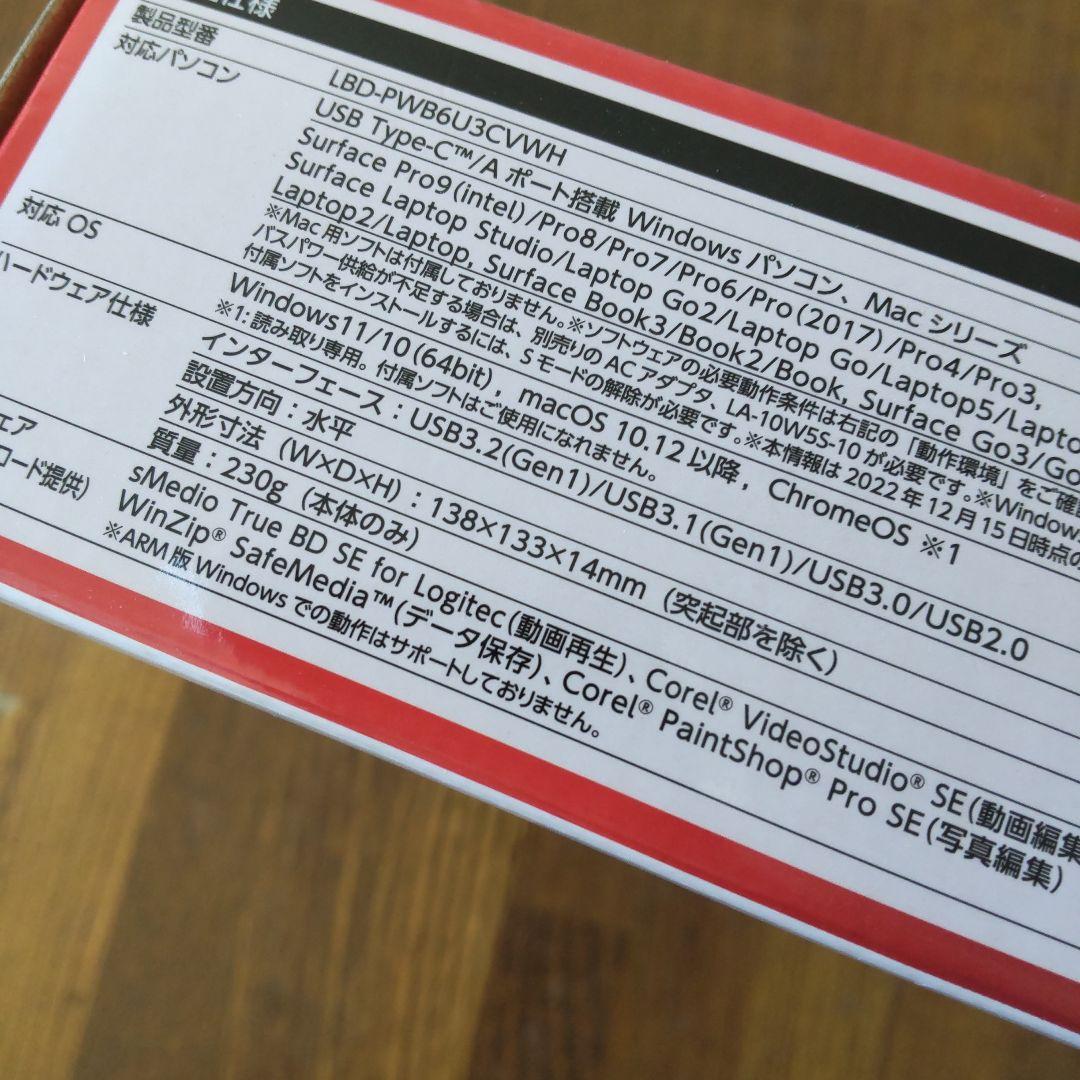 仕様
製品型番
LBD-PWB6U3CVWH
対応パソコン
USB Type-C™/A ポート搭載 Windows パソコン、Mac シリーズ
Surface Pro9(intel)/Pro8/Pro7/Pro6/Pro(2017)/Pro4/Pro3,
Surface Laptop Studio/Laptop Go2/Laptop Go/Laptop5/Lapto
Laptop2/Laptop, Surface Book3/Book2/Book, Surface Go3/Go
※Mac用ソフトは付属しておりません。※ソフトウェアの必要動作条件は右記の「動作環境」をご確認
バスパワー供給が不足する場合は、別売りの AC アダプタ、LA-10W5S-10 が必要です。※Window
付属ソフトをインストールするには、S モードの解除が必要です。※本情報は 2022 年 12 月 15 日時点の
対応 OS
Windows11/10(64bit), macOS 10.12 以降, ChromeOS ※1
※1:読み取り専用。付属ソフトはご使用になれません。
ハードウェア仕様
インターフェース:USB3.2(Gen1)/USB3.1(Gen1)/USB3.0/USB2.0
設置方向:水平
外形寸法(W×D×H):138×133×14mm(突起部を除く)
質量:230g(本体のみ)
ェア
ロード提供)
sMedio True BD SE for Logitec(動画再生)、Corel® VideoStudio® SE(動画編集
WinZip® SafeMedia™(データ保存)、Corel® PaintShop® Pro SE(写真編集)
※ARM 版 Windows での動作はサポートしておりません。